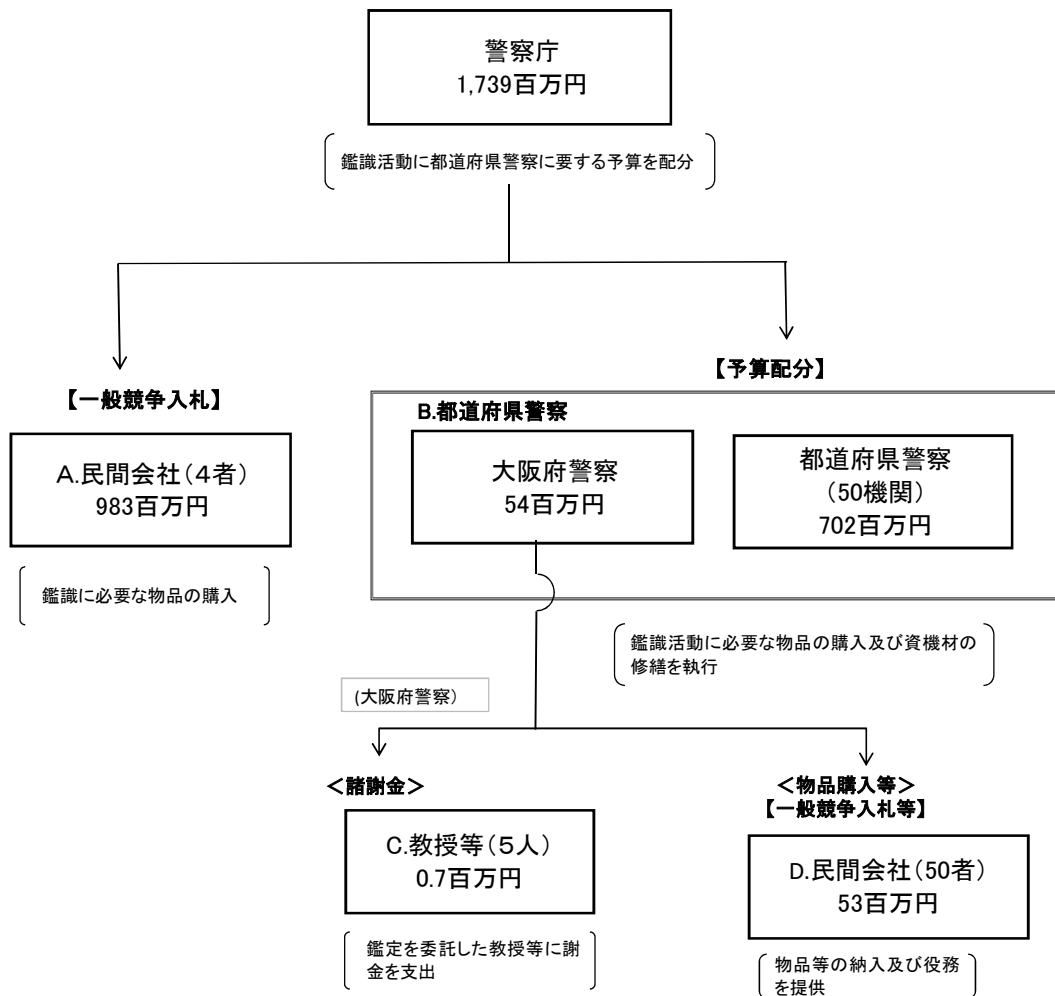 警察庁
1,739百万円
鑑識活動に都道府県警察に要する予算を配分
【一般競争入札】
A.民間会社(4者)
983百万円
鑑識に必要な物品の購入
【予算配分】
B.都道府県警察
大阪府警察
54百万円
都道府県警察
(50機関)
702百万円
鑑識活動に必要な物品の購入及び資機材の
修繕を執行
(大阪府警察)
<諸謝金>
C.教授等(5人)
0.7百万円
鑑定を委託した教授等に謝
金を支出
<物品購入等>
【一般競争入札等】
D.民間会社(50者)
53百万円
物品等の納入及び役務
を提供